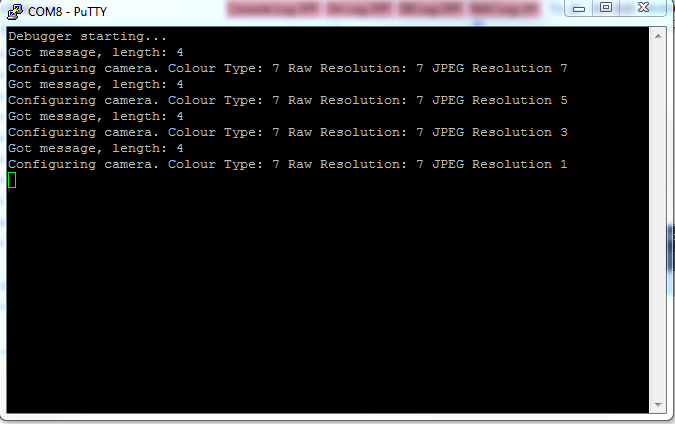 COM8 - PuTTY
Debugger starting...
Got message, length: 4
Configuring camera. Colour Type: 7 Raw Resolution: 7 JPEG Resolution 7
Got message, length: 4
Configuring camera. Colour Type: 7 Raw Resolution: 7 JPEG Resolution 5
Got message, length: 4
Configuring camera. Colour Type: 7 Raw Resolution: 7 JPEG Resolution 3
Got message, length: 4
Configuring camera. Colour Type: 7 Raw Resolution: 7 JPEG Resolution 1